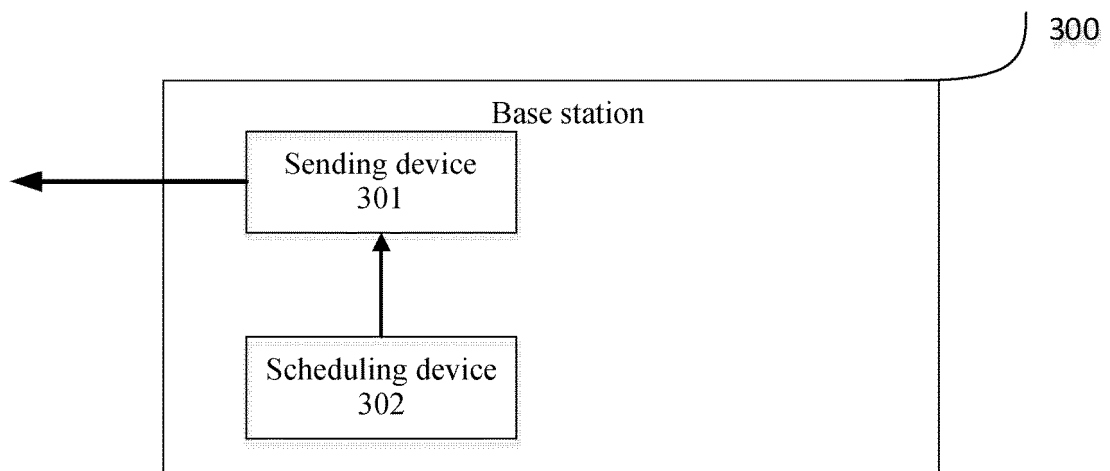 300
Base station
Sending device
301
Scheduling device
302